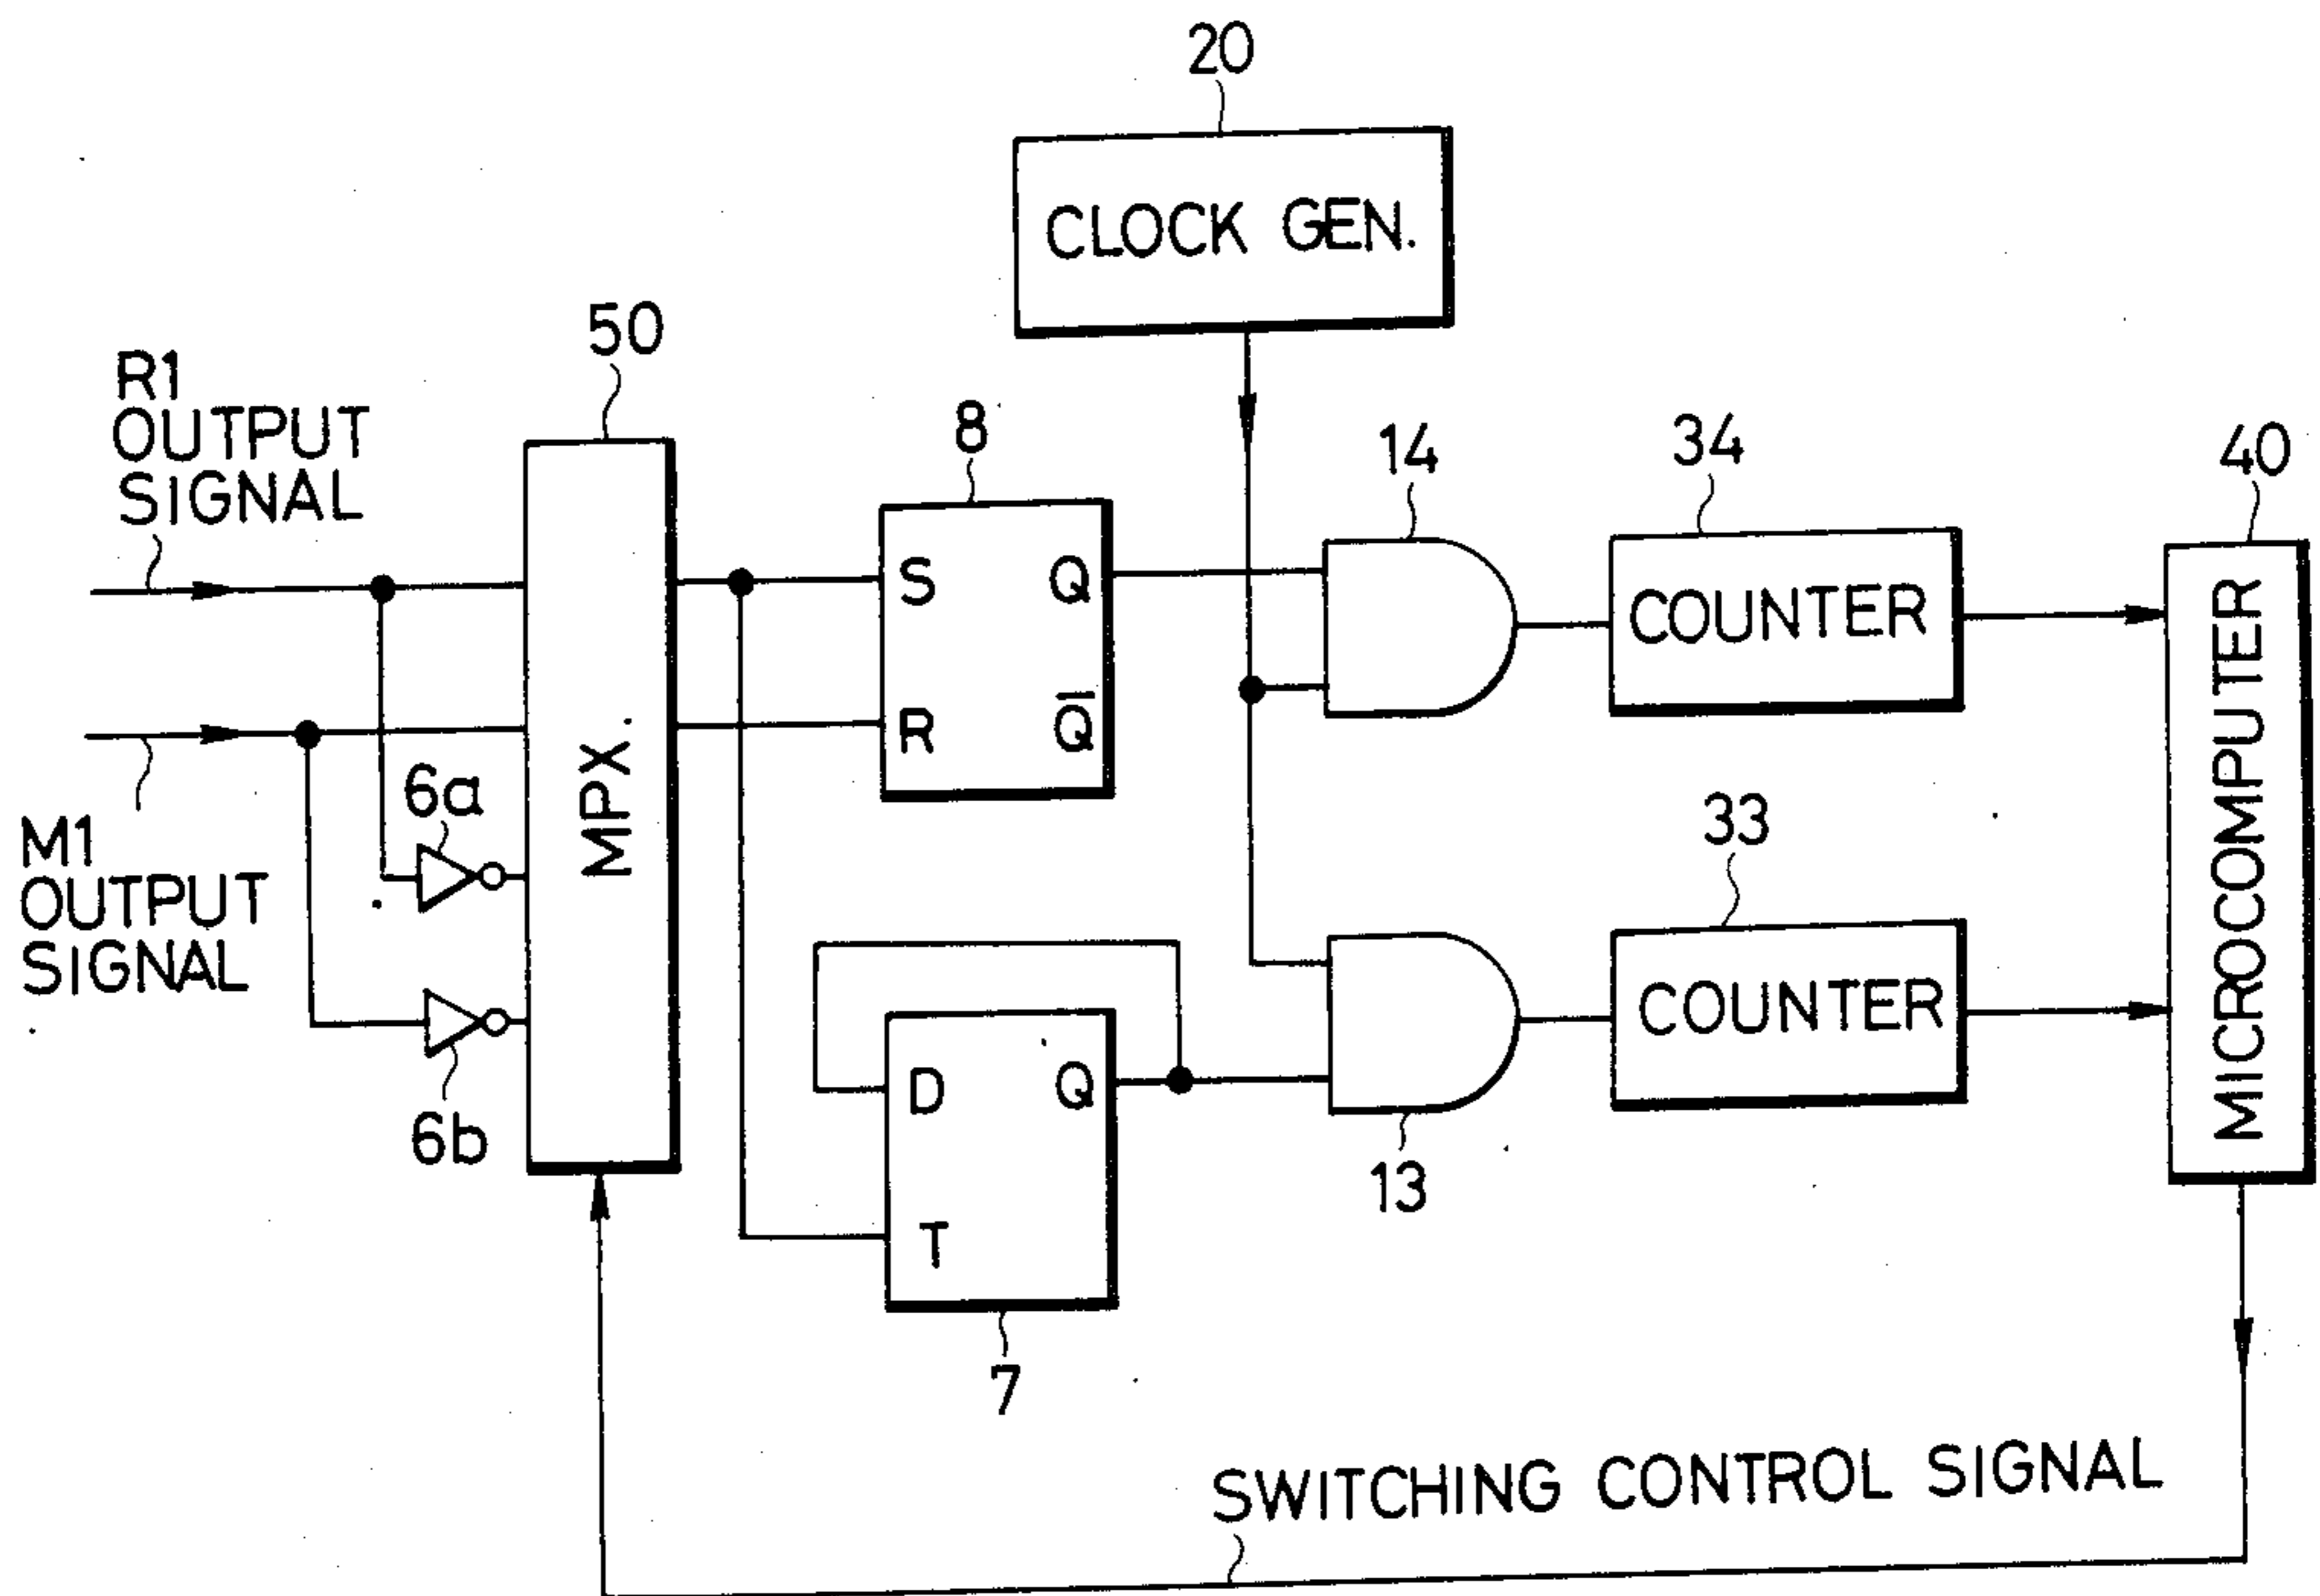 20
CLOCK GEN.
50
R1
OUTPUT
SIGNAL
8
14
34
40
S
Q
R
Q̅
COUNTER
MPX.
MICROCOMPUTER
6a
M1
OUTPUT
SIGNAL
33
COUNTER
D
Q
T
6b
13
7
SWITCHING CONTROL SIGNAL